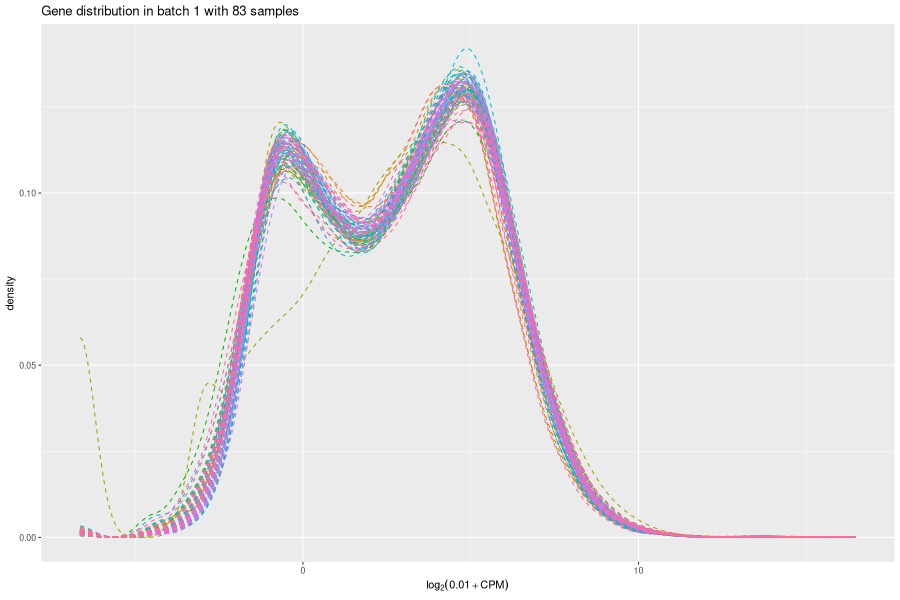 Gene distribution in batch 1 with 83 samples
density
0.10
0.05
0.00
0
10
log₂(0.01 + CPM)